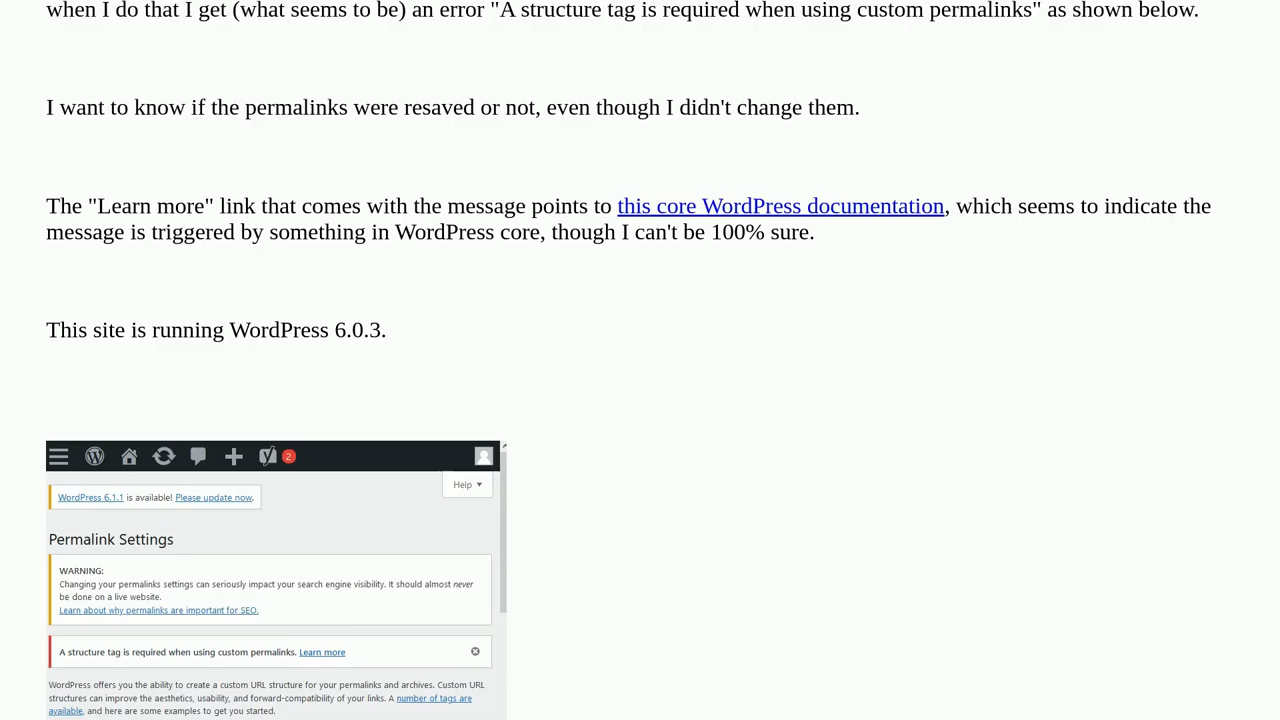 when I do that I get (what seems to be) an error "A structure tag is required when using custom permalinks" as shown below.
I want to know if the permalinks were resaved or not, even though I didn't change them.
The "Learn more" link that comes with the message points to this core WordPress documentation, which seems to indicate the
message is triggered by something in WordPress core, though I can't be 100% sure.
This site is running WordPress 6.0.3.
2
Help
WordPress 6.1.1 is available! Please update now.
Permalink Settings
WARNING:
Changing your permalinks settings can seriously impact your search engine visibility. It should almost never
be done on a live website.
Learn about why permalinks are important for SEO.
A structure tag is required when using custom permalinks. Learn more
WordPress offers you the ability to create a custom URL structure for your permalinks and archives. Custom URL
structures can improve the aesthetics, usability, and forward-compatibility of your links. A number of tags are
available, and here are some examples to get you started.